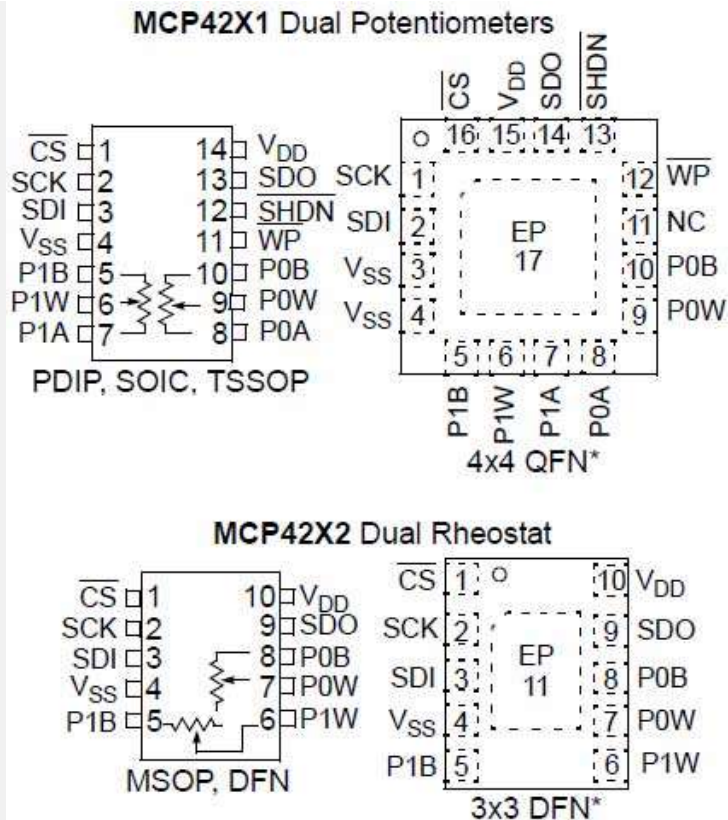 MCP42X1 Dual Potentiometers
CS 1 14 VDD
SCK 2 13 SDO
SDI 3 12 SHDN
VSS 4 11 WP
P1B 5 10 P0B
P1W 6 9 P0W
P1A 7 8 P0A
PDIP, SOIC, TSSOP
CS VDD SDO SHDN
16 15 14 13
SCK 1 12 WP
SDI 2 11 NC
VSS 3 10 P0B
VSS 4 9 P0W
EP
17
5 6 7 8
P1B P1W P1A P0A
4x4 QFN*
MCP42X2 Dual Rheostat
CS 1 10 VDD
SCK 2 9 SDO
SDI 3 8 P0B
VSS 4 7 P0W
P1B 5 6 P1W
MSOP, DFN
CS 1 10 VDD
SCK 2 9 SDO
SDI 3 8 P0B
VSS 4 7 P0W
P1B 5 6 P1W
EP
11
3x3 DFN*